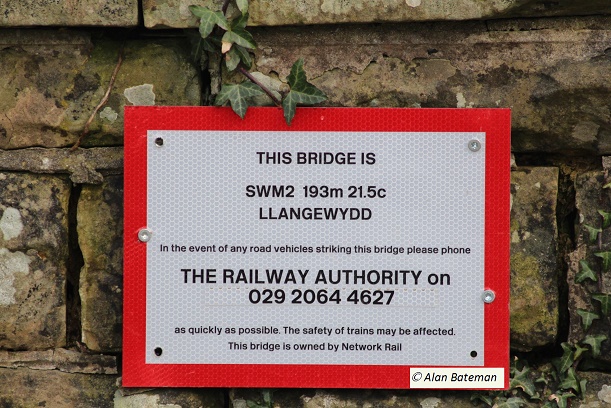 THIS BRIDGE IS
SWM2 193m 21.5c
LLANGEWYDD
In the event of any road vehicles striking this bridge please phone
THE RAILWAY AUTHORITY on
029 2064 4627
as quickly as possible. The safety of trains may be affected.
This bridge is owned by Network Rail
© Alan Bateman